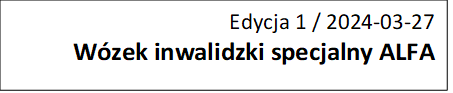 Edycja 1 / 2024-03-27
Wózek inwalidzki specjalny ALFA